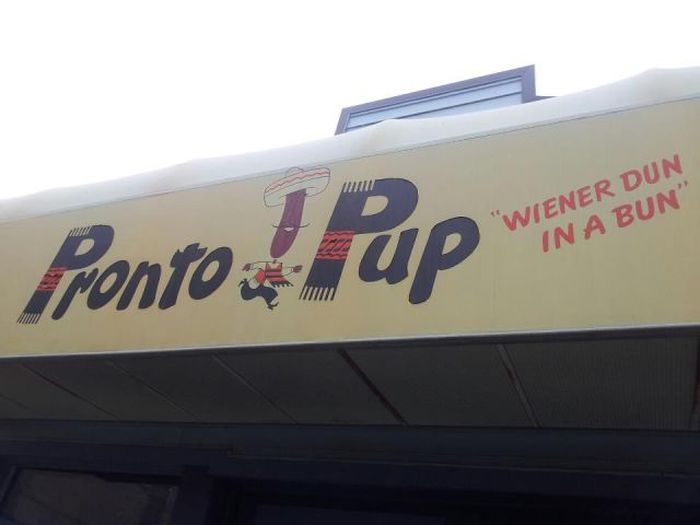 Pronto Pup
"WIENER DUN
IN A BUN"